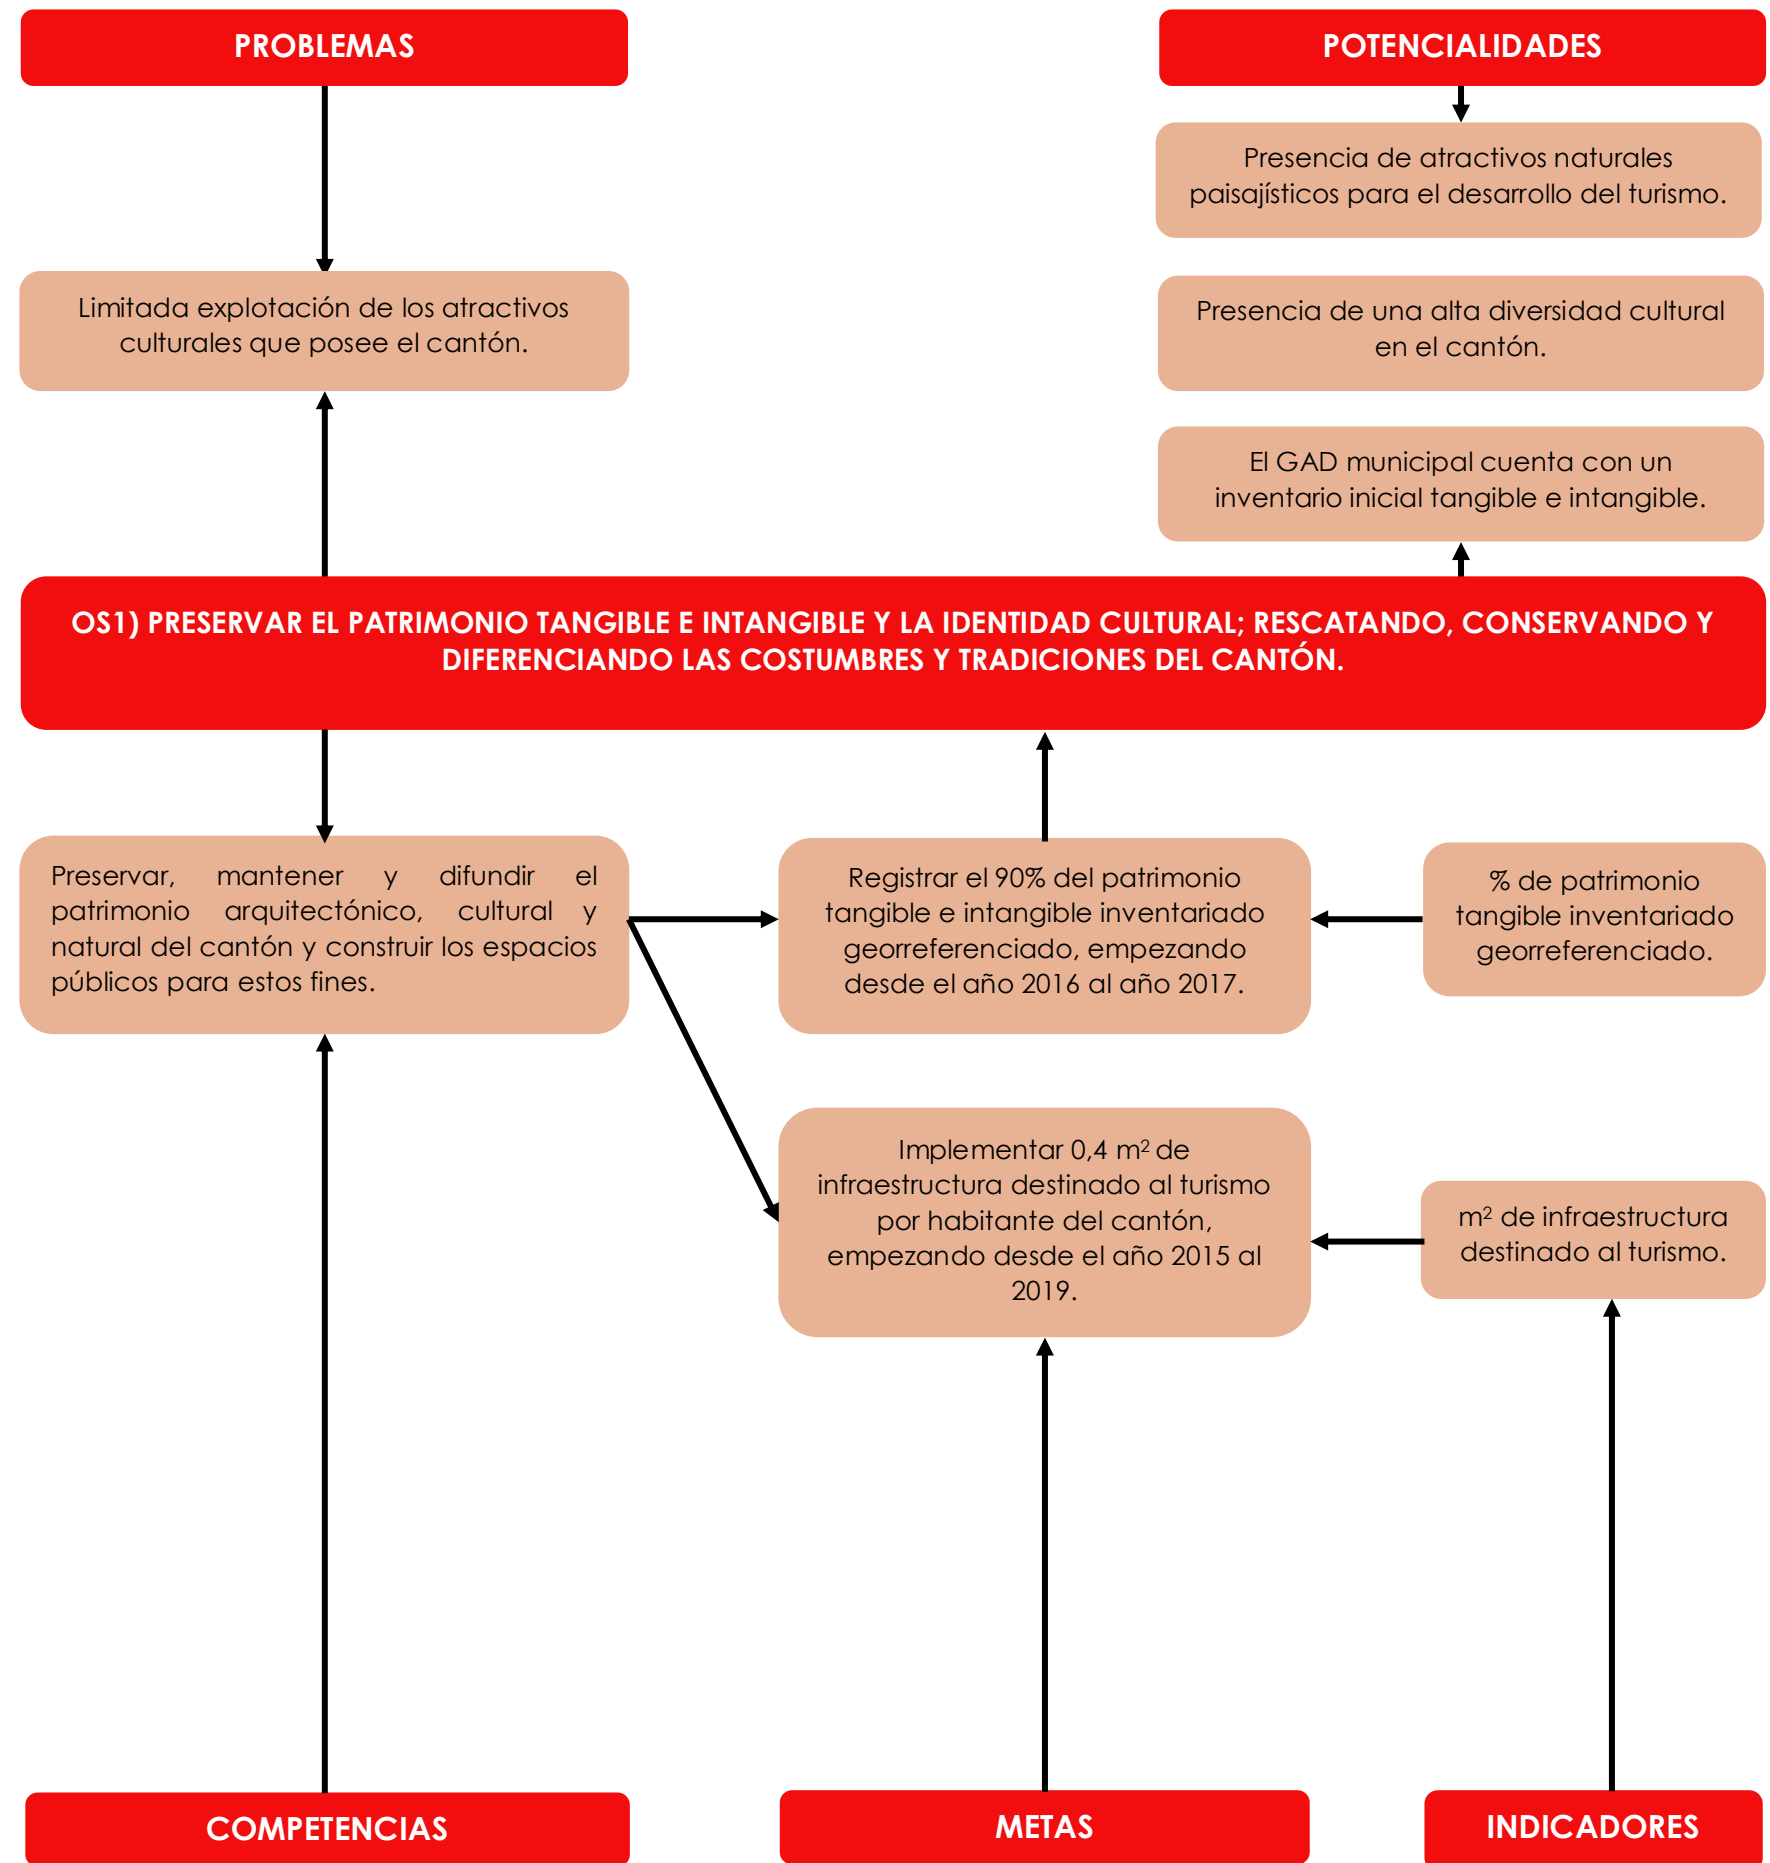 PROBLEMAS
POTENCIALIDADES
Presencia de atractivos naturales
paisajísticos para el desarrollo del turismo.
Limitada explotación de los atractivos
culturales que posee el cantón.
Presencia de una alta diversidad cultural
en el cantón.
El GAD municipal cuenta con un
inventario inicial tangible e intangible.
OS1) PRESERVAR EL PATRIMONIO TANGIBLE E INTANGIBLE Y LA IDENTIDAD CULTURAL; RESCATANDO, CONSERVANDO Y
DIFERENCIANDO LAS COSTUMBRES Y TRADICIONES DEL CANTÓN.
Preservar, mantener y difundir el
patrimonio arquitectónico, cultural y
natural del cantón y construir los espacios
públicos para estos fines.
Registrar el 90% del patrimonio
tangible e intangible inventariado
georreferenciado, empezando
desde el año 2016 al año 2017.
% de patrimonio
tangible inventariado
georreferenciado.
Implementar 0,4 m² de
infraestructura destinado al turismo
por habitante del cantón,
empezando desde el año 2015 al
2019.
m² de infraestructura
destinado al turismo.
COMPETENCIAS
METAS
INDICADORES